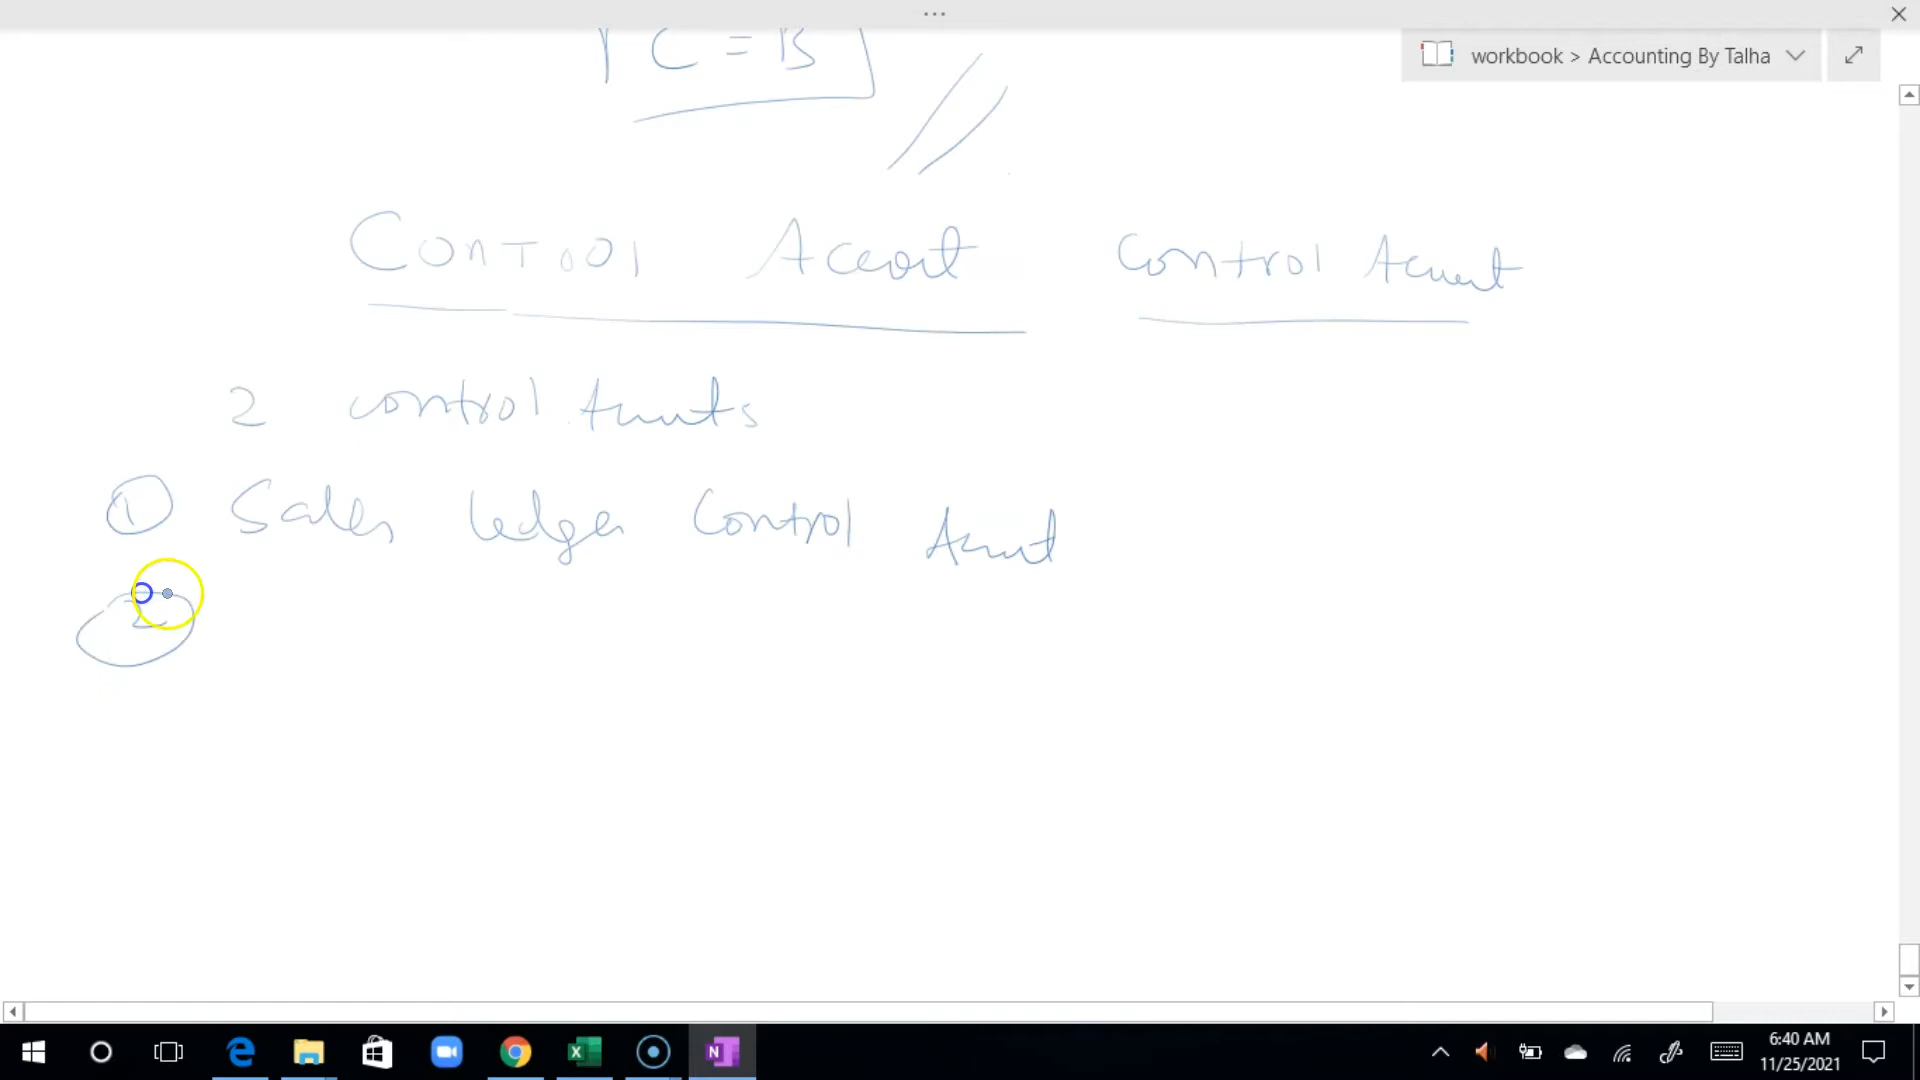 ...
workbook > Accounting By Talha
C = B
Control Account Control Account
2 control Accounts
① Sales ledger Control Account
②
6:40 AM
11/25/2021